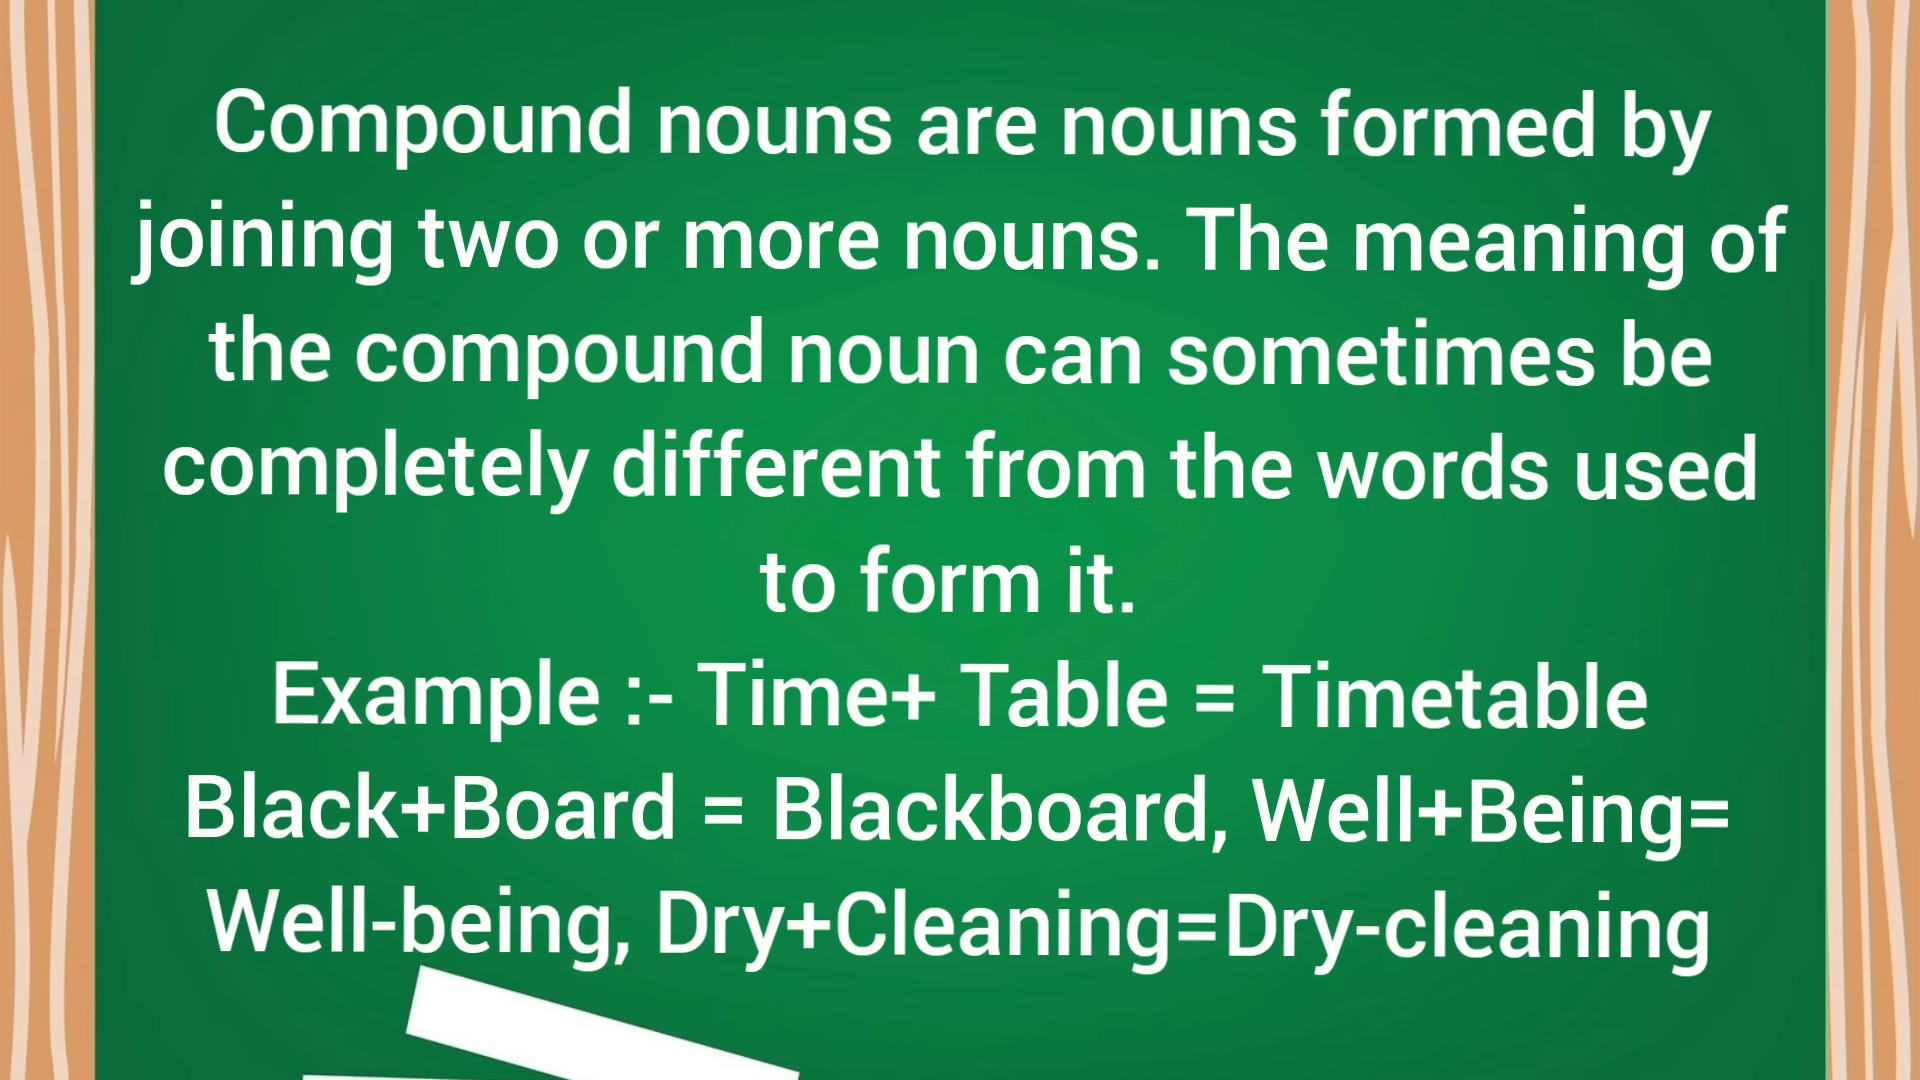 Compound nouns are nouns formed by
joining two or more nouns. The meaning of
the compound noun can sometimes be
completely different from the words used
to form it.
Example :- Time+ Table = Timetable
Black+Board = Blackboard, Well+Being=
Well-being, Dry+Cleaning=Dry-cleaning